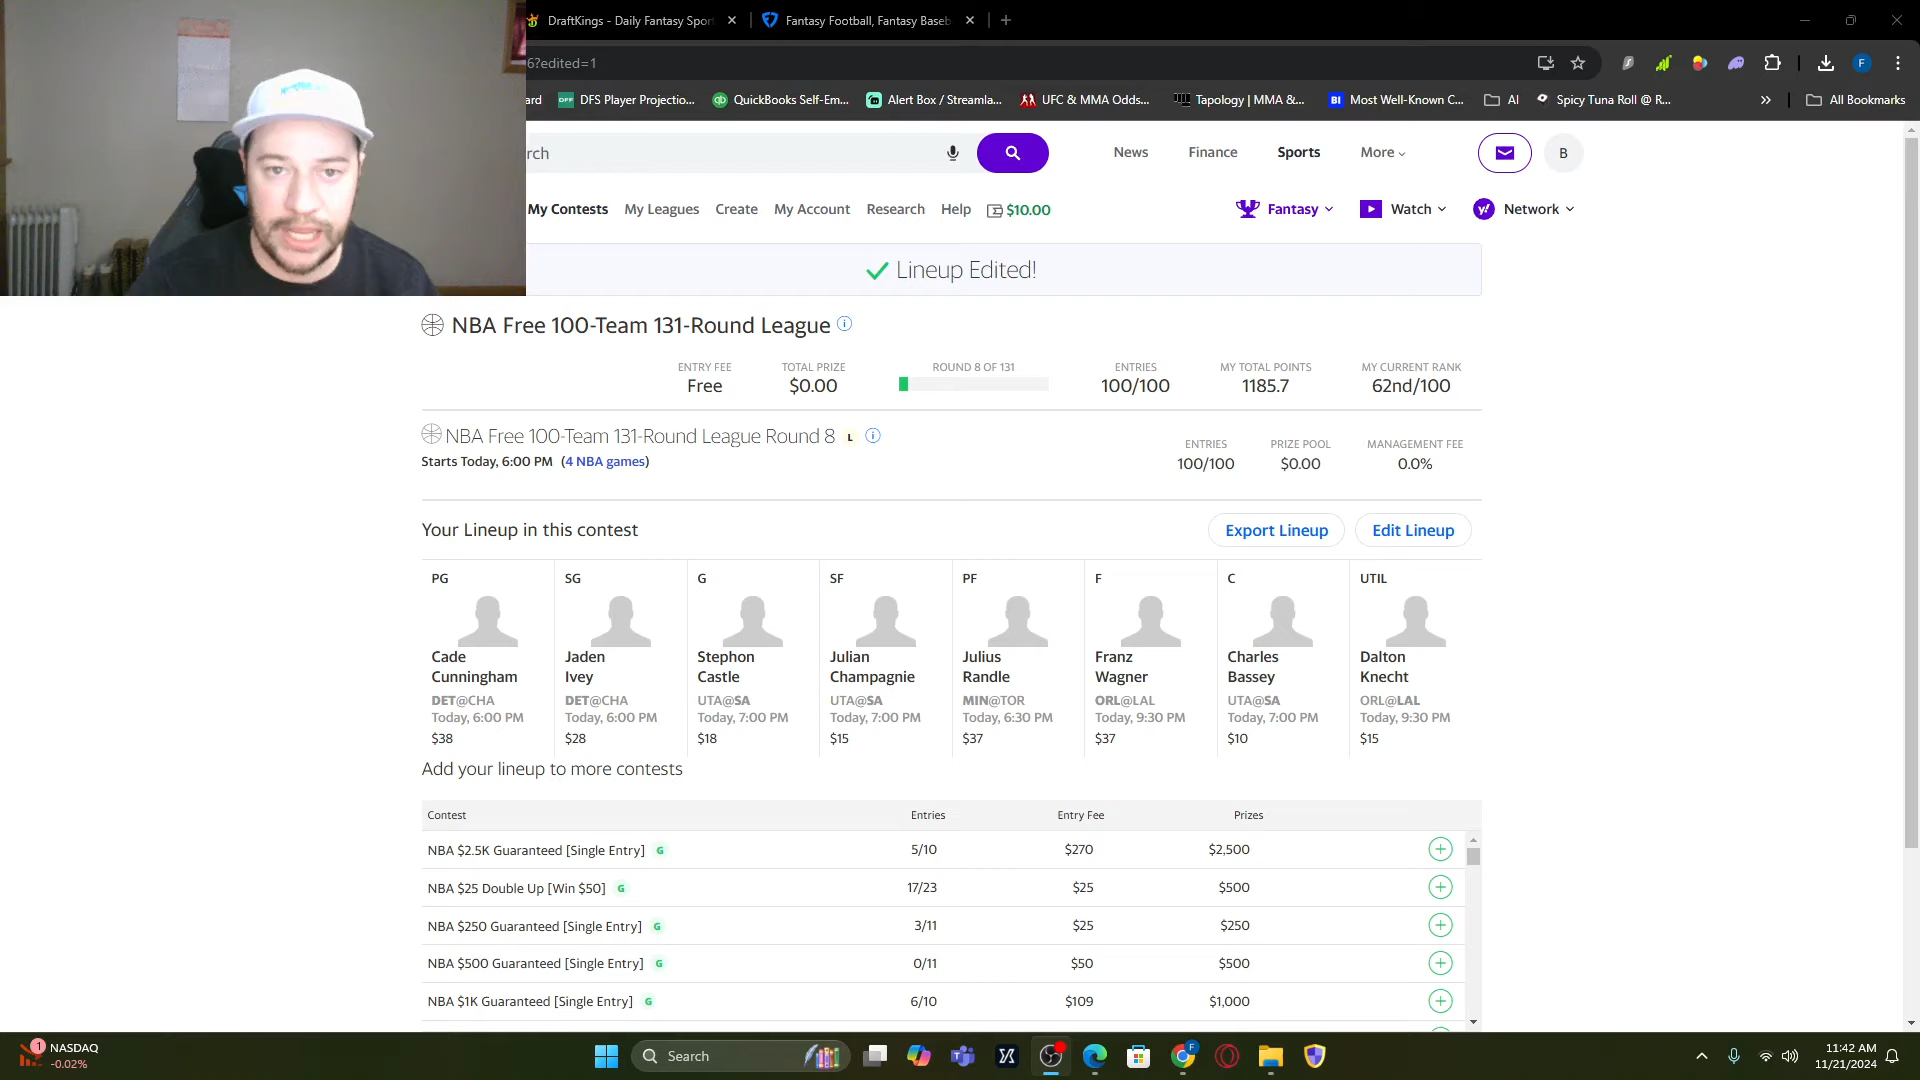 DraftKings - Daily Fantasy Spor
Fantasy Football, Fantasy Baseb
6?edited=1
F
ard
DFS Player Projectio...
QuickBooks Self-Em...
Alert Box / Streamla...
UFC & MMA Odds...
Tapology | MMA &...
BI Most Well-Known C...
AI
Spicy Tuna Roll @ R...
All Bookmarks
rch
News
Finance
Sports
More
B
My Contests
My Leagues
Create
My Account
Research
Help
$10.00
Fantasy
Watch
Network
Lineup Edited!
NBA Free 100-Team 131-Round League
ENTRY FEE
Free
TOTAL PRIZE
$0.00
ROUND 8 OF 131
ENTRIES
100/100
MY TOTAL POINTS
1185.7
MY CURRENT RANK
62nd/100
NBA Free 100-Team 131-Round League Round 8 L
Starts Today, 6:00 PM (4 NBA games)
ENTRIES
100/100
PRIZE POOL
$0.00
MANAGEMENT FEE
0.0%
Your Lineup in this contest
Export Lineup
Edit Lineup
PG
Cade
Cunningham
DET@CHA
Today, 6:00 PM
$38
SG
Jaden
Ivey
DET@CHA
Today, 6:00 PM
$28
G
Stephon
Castle
UTA@SA
Today, 7:00 PM
$18
SF
Julian
Champagnie
UTA@SA
Today, 7:00 PM
$15
PF
Julius
Randle
MIN@TOR
Today, 6:30 PM
$37
F
Franz
Wagner
ORL@LAL
Today, 9:30 PM
$37
C
Charles
Bassey
UTA@SA
Today, 7:00 PM
$10
UTIL
Dalton
Knecht
ORL@LAL
Today, 9:30 PM
$15
Add your lineup to more contests
Contest Entries Entry Fee Prizes
NBA $2.5K Guaranteed [Single Entry] G 5/10 $270 $2,500
NBA $25 Double Up [Win $50] G 17/23 $25 $500
NBA $250 Guaranteed [Single Entry] G 3/11 $25 $250
NBA $500 Guaranteed [Single Entry] G 0/11 $50 $500
NBA $1K Guaranteed [Single Entry] G 6/10 $109 $1,000
1
NASDAQ
-0.02%
Search
F
11:42 AM
11/21/2024